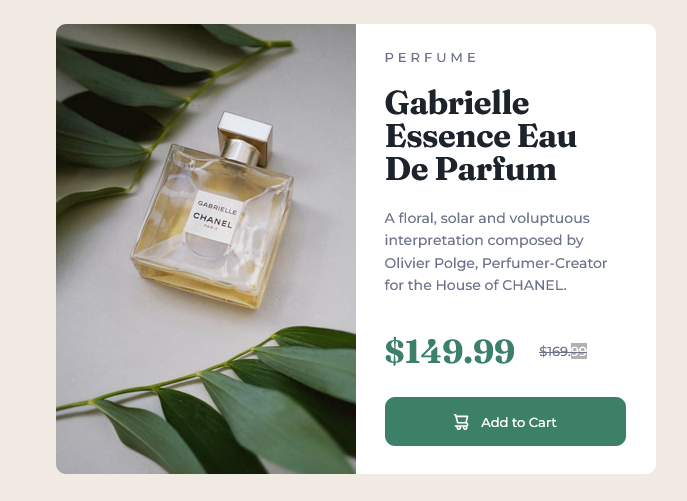 PERFUME
Gabrielle
Essence Eau
De Parfum
GABRIELLE
CHANEL
PARIS
A floral, solar and voluptuous
interpretation composed by
Olivier Polge, Perfumer-Creator
for the House of CHANEL.
$149.99 $169.99
Add to Cart